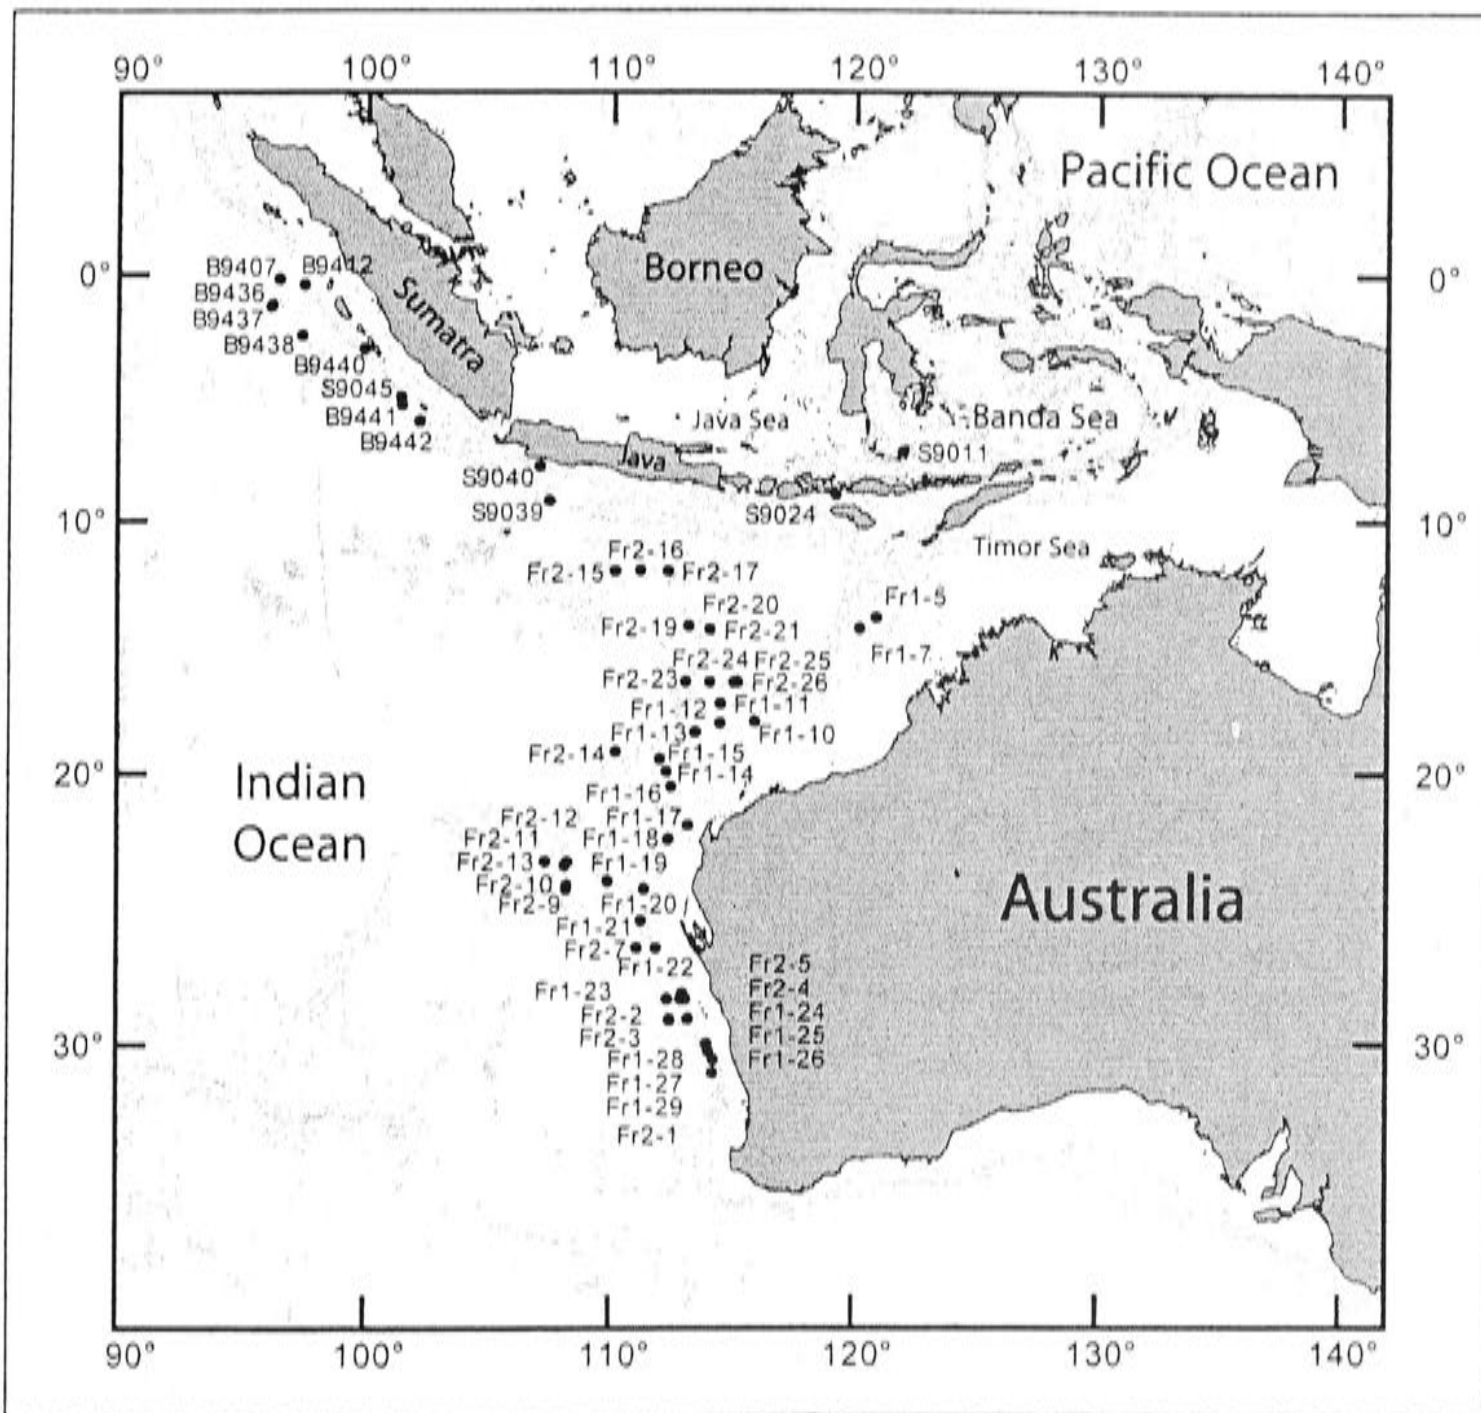 90° 100° 110° 120° 130° 140°
Pacific Ocean
B9407 B9412
Borneo
0° 0°
B9436
Sumatra
B9437
B9438
B9440
S9045
B9441
Java Sea Banda Sea
B9442
Java
S9011
S9040
S9039
S9024
10° 10°
Timor Sea
Fr2-16
Fr2-15 Fr2-17
Fr1-5
Fr2-20
Fr2-19 Fr2-21
Fr1-7
Fr2-24 Fr2-25
Fr2-23 Fr2-26
Fr1-12 Fr1-11
Fr1-13 Fr1-10
Fr2-14 Fr1-15
Fr1-14
20° 20°
Indian
Ocean
Fr1-16
Fr2-12 Fr1-17
Fr2-11 Fr1-18
Fr2-13 Fr1-19
Fr2-10
Fr2-9 Fr1-20
Australia
Fr1-21
Fr2-7
Fr1-22
Fr2-5
Fr1-23 Fr2-4
Fr2-2 Fr1-24
Fr2-3 Fr1-25
30° 30°
Fr1-28 Fr1-26
Fr1-27
Fr1-29
Fr2-1
90° 100° 110° 120° 130° 140°